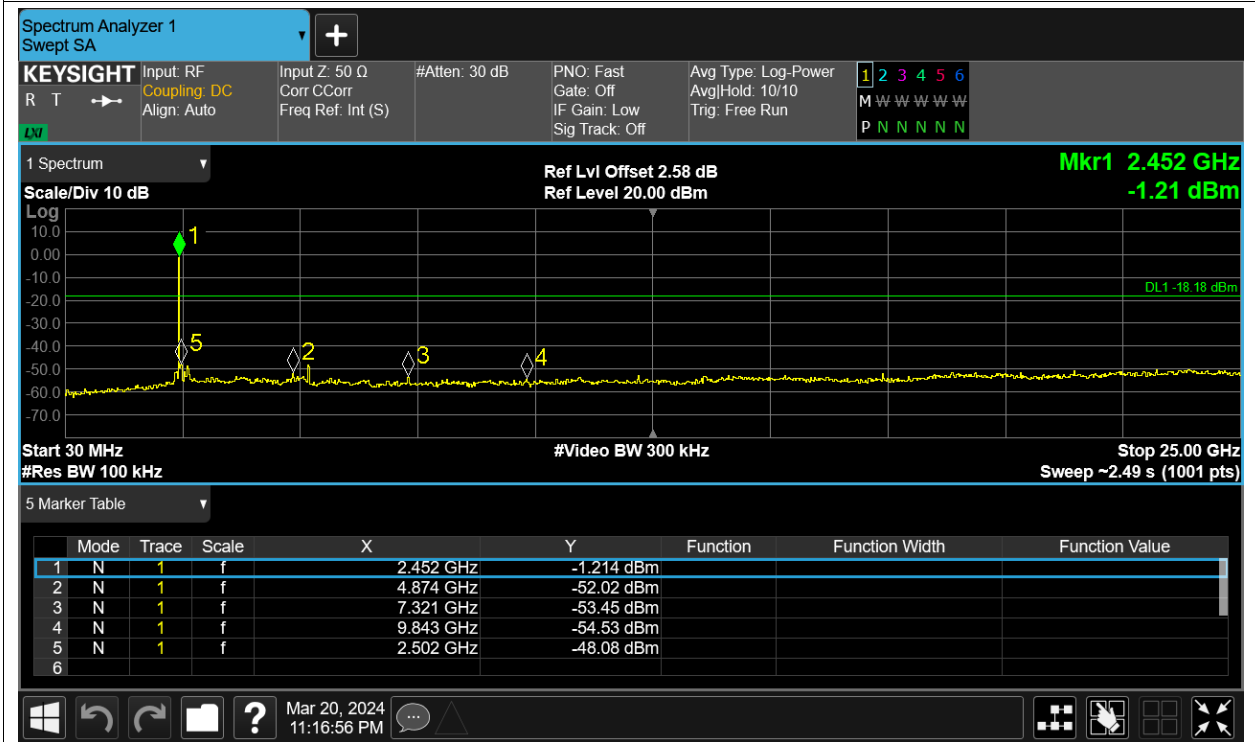 Spectrum Analyzer 1
Swept SA
KEYSIGHT
R T
LXI
Input: RF
Coupling: DC
Align: Auto
Input Z: 50 Ω
Corr CCorr
Freq Ref: Int (S)
#Atten: 30 dB
PNO: Fast
Gate: Off
IF Gain: Low
Sig Track: Off
Avg Type: Log-Power
Avg|Hold: 10/10
Trig: Free Run
1 2 3 4 5 6
M W W W W W
P N N N N N
1 Spectrum
Scale/Div 10 dB
Ref Lvl Offset 2.58 dB
Ref Level 20.00 dBm
Mkr1 2.452 GHz
-1.21 dBm
Log
10.0
0.00
-10.0
-20.0
-30.0
-40.0
-50.0
-60.0
-70.0
1
DL1 -18.18 dBm
5
2
3
4
Start 30 MHz
#Video BW 300 kHz
Stop 25.00 GHz
#Res BW 100 kHz
Sweep ~2.49 s (1001 pts)
5 Marker Table
Mode Trace Scale X Y Function Function Width Function Value
1 N 1 f 2.452 GHz -1.214 dBm
2 N 1 f 4.874 GHz -52.02 dBm
3 N 1 f 7.321 GHz -53.45 dBm
4 N 1 f 9.843 GHz -54.53 dBm
5 N 1 f 2.502 GHz -48.08 dBm
6
?
Mar 20, 2024
11:16:56 PM